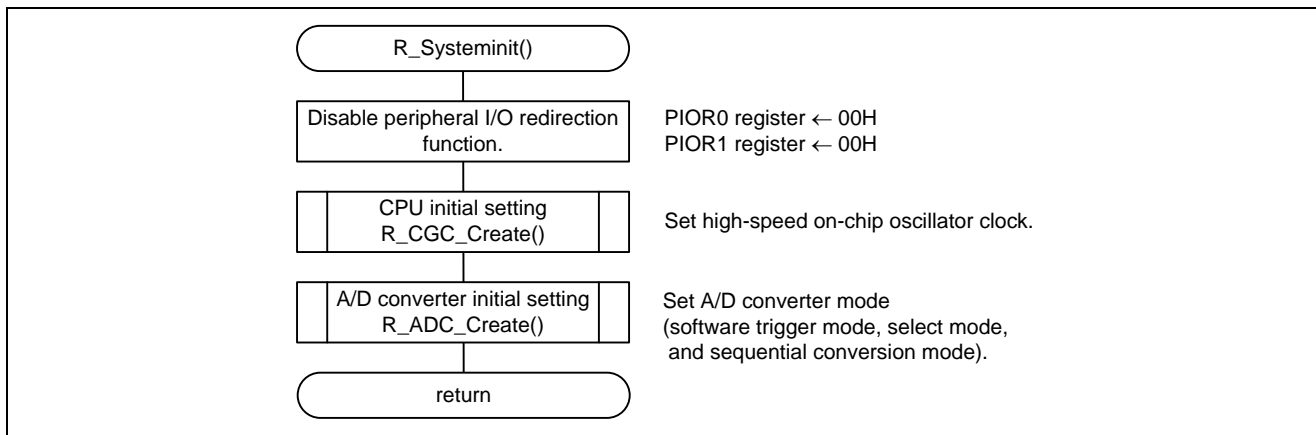 R_Systeminit()
Disable peripheral I/O redirection
function.
PIOR0 register ← 00H
PIOR1 register ← 00H
CPU initial setting
R_CGC_Create()
Set high-speed on-chip oscillator clock.
A/D converter initial setting
R_ADC_Create()
Set A/D converter mode
(software trigger mode, select mode,
and sequential conversion mode).
return